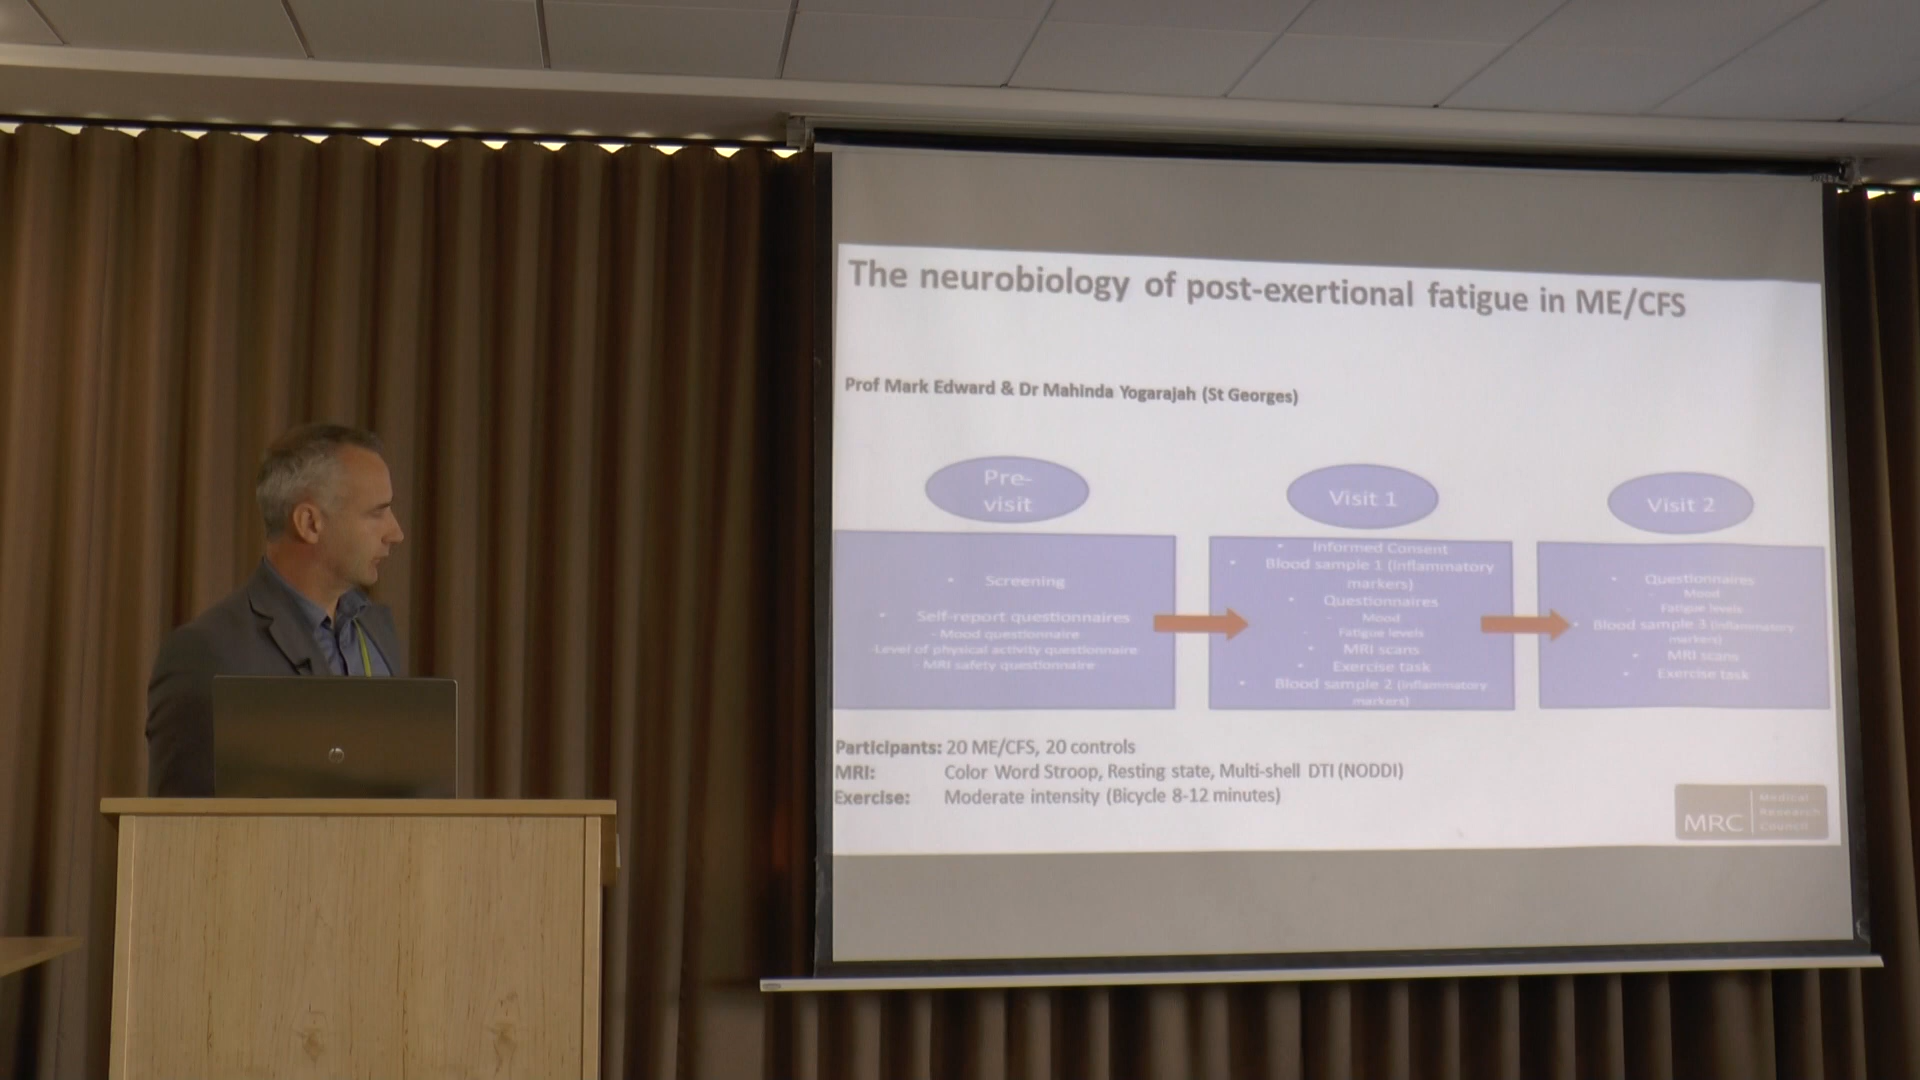 The neurobiology of post-exertional fatigue in ME/CFS
Prof Mark Edward & Dr Mahinda Yogarajah (St Georges)
Pre-
visit
• Screening
• Self-report questionnaires
- Mood questionnaire
-Level of physical activity questionnaire
- MRI safety questionnaire
Visit 1
• Informed Consent
• Blood sample 1 (inflammatory
markers)
• Questionnaires
- Mood
- Fatigue levels
• MRI scans
• Exercise task
• Blood sample 2 (inflammatory
markers)
Visit 2
• Questionnaires
- Mood
- Fatigue levels
• Blood sample 3 (inflammatory
markers)
• MRI scans
• Exercise task
Participants: 20 ME/CFS, 20 controls
MRI: Color Word Stroop, Resting state, Multi-shell DTI (NODDI)
Exercise: Moderate intensity (Bicycle 8-12 minutes)
MRC
Medical
Research
Council